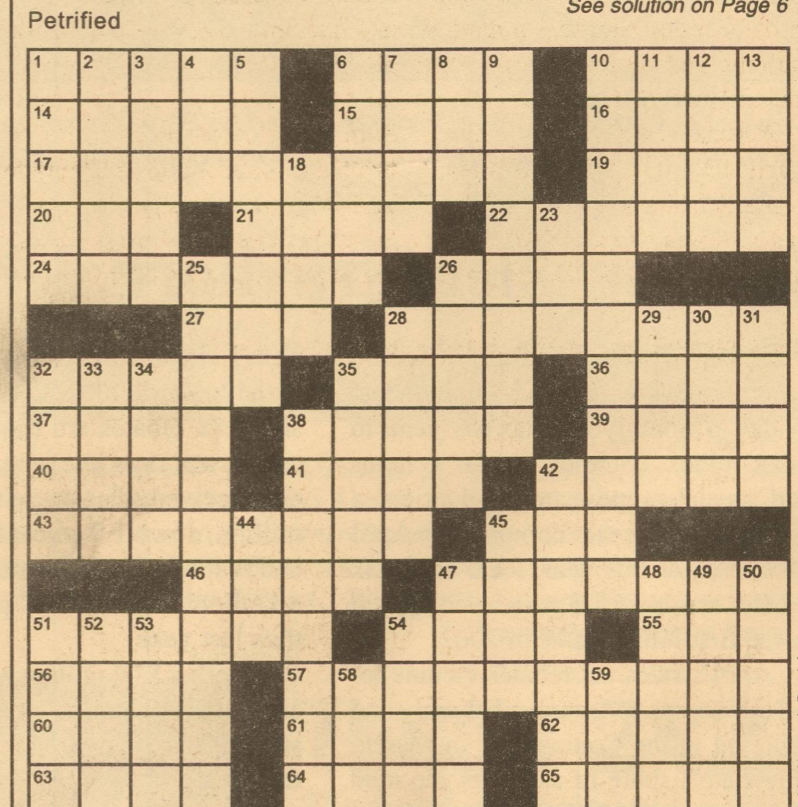 See solution on Page 6
Petrified
1 2 3 4 5 6 7 8 9 10 11 12 13
14 15 16
17 18 19
20 21 22 23
24 25 26
27 28 29 30 31
32 33 34 35 36
37 38 39
40 41 42
43 44 45
46 47 48 49 50
51 52 53 54 55
56 57 58 59
60 61 62
63 64 65